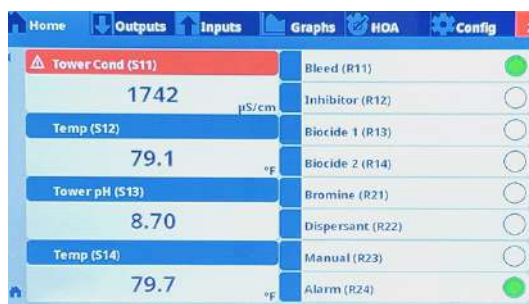 Home Outputs Inputs Graphs HOA Config
Tower Cond (S11)
1742 µS/cm
Temp (S12)
79.1 °F
Tower pH (S13)
8.70
Temp (S14)
79.7 °F
Bleed (R11)
Inhibitor (R12)
Biocide 1 (R13)
Biocide 2 (R14)
Bromine (R21)
Dispersant (R22)
Manual (R23)
Alarm (R24)